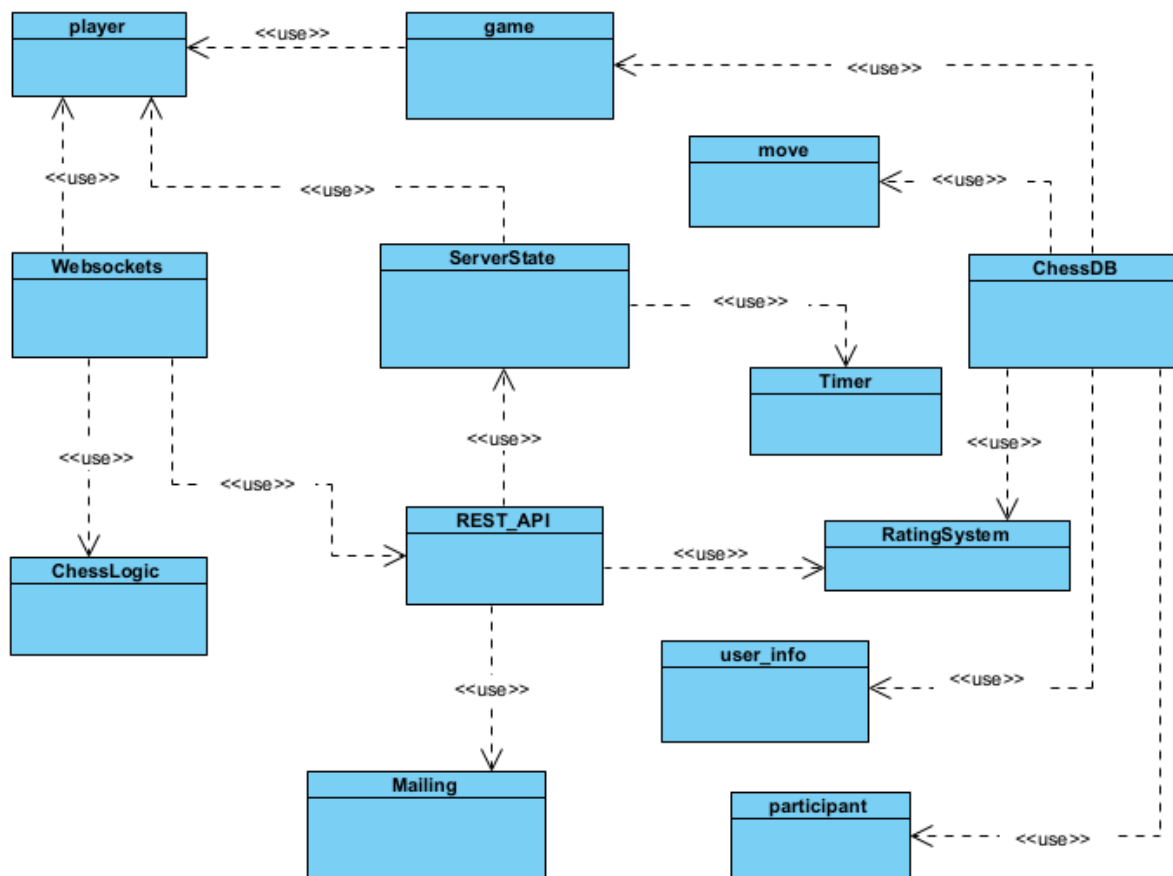 player
<<use>>
game
<<use>>
move
<<use>>
<<use>>
<<use>>
Websockets
ServerState
ChessDB
<<use>>
Timer
<<use>>
<<use>>
<<use>>
<<use>>
REST_API
RatingSystem
<<use>>
ChessLogic
user_info
<<use>>
<<use>>
Mailing
participant
<<use>>